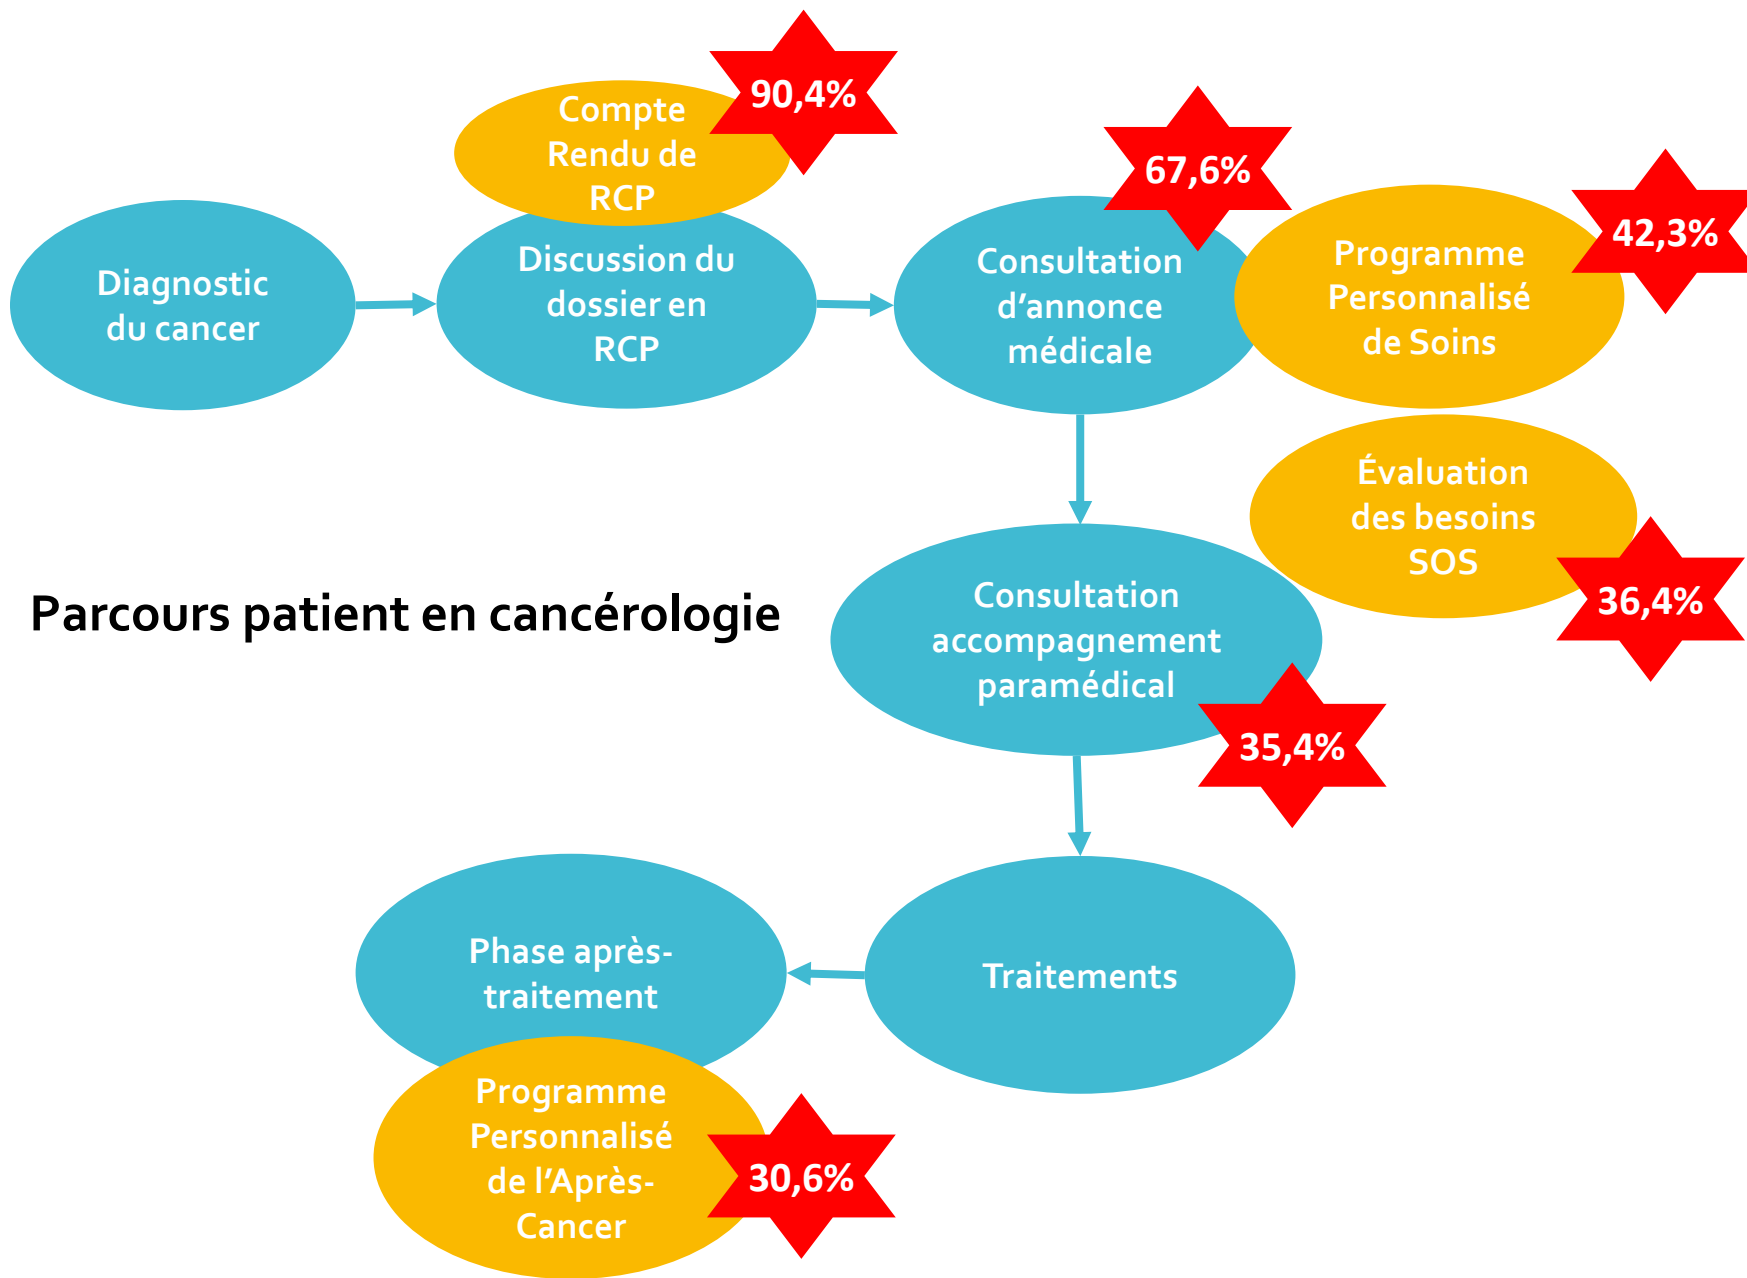 90,4%
Compte
Rendu de
RCP
67,6%
42,3%
Diagnostic
du cancer
Discussion du
dossier en
RCP
Consultation
d’annonce
médicale
Programme
Personnalisé
de Soins
Évaluation
des besoins
SOS
36,4%
Parcours patient en cancérologie
Consultation
accompagnement
paramédical
35,4%
Phase après-
traitement
Traitements
Programme
Personnalisé
de l’Après-
Cancer
30,6%